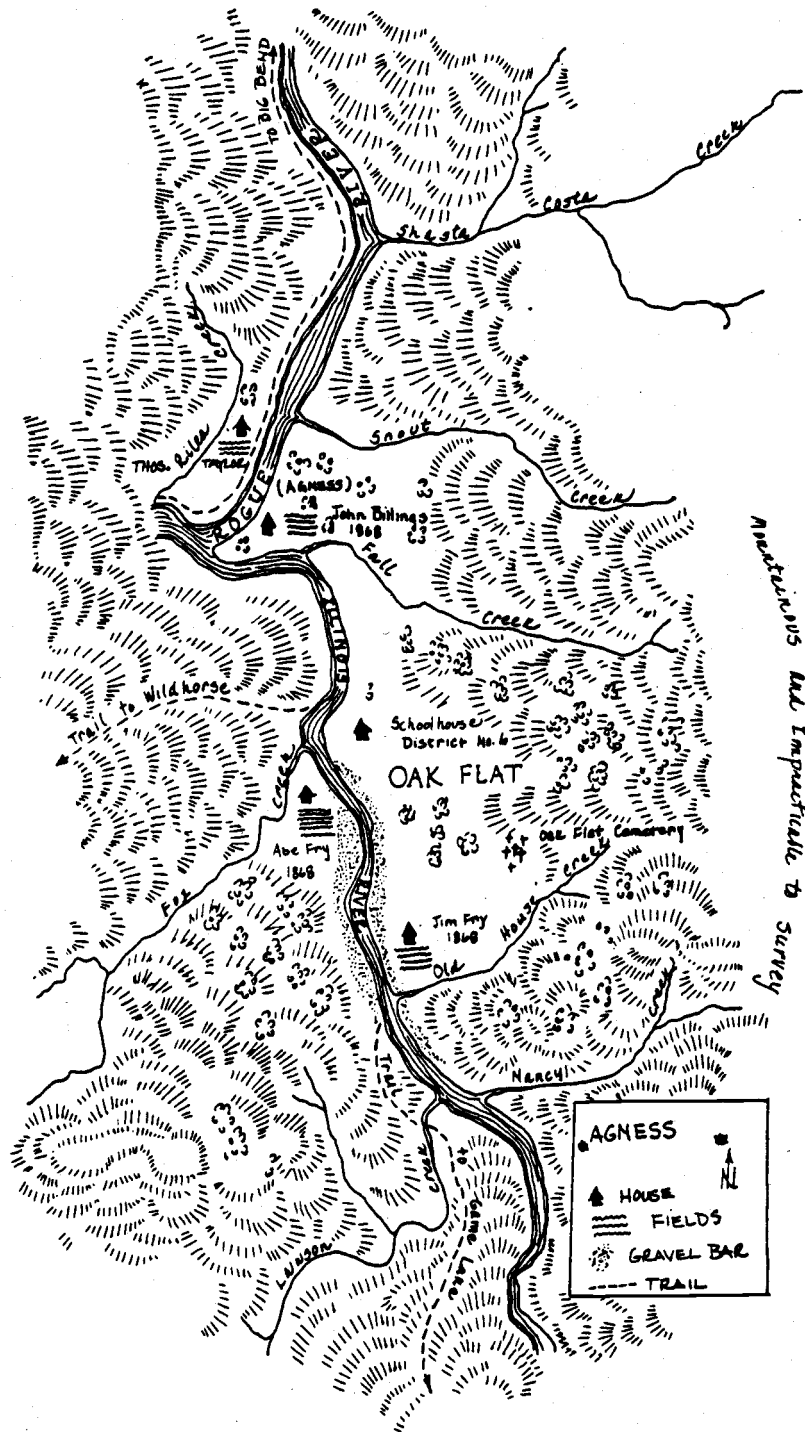 TO BIG BEND
RIVER
Shasta Costa Creek
Creek
THOS. Riles
TAYLOR
ROGUE
Snout
Creek
(AGNESS)
John Billings
1868
Fall
Creek
ILLINOIS
Trail to Wildhorse
Schoolhouse
District No. 6
OAK FLAT
Creek
Fox
Abe Fry
1868
Oak Flat Cemetery
RIVER
Jim Fry
1868
Old House Creek
Mountainous and Impracticable to Survey
Trail
to
Game Lake
Nancy Creek
Lawson Creek
AGNESS
N
HOUSE
FIELDS
GRAVEL BAR
TRAIL